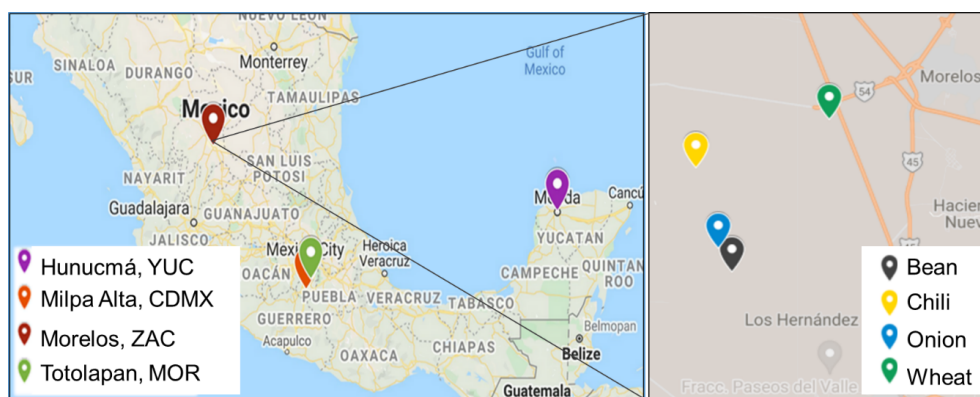 NUEVO LEON
SUR
SINALOA
DURANGO
Monterrey
Gulf of
Mexico
TAMAULIPAS
Mexico
SAN LUIS
POTOSI
NAYARIT
Guadalajara
GUANAJUATO
JALISCO
Mexico City
Heroica
Veracruz
OACÁN
PUEBLA
VERACRUZ
TABASCO
GUERRERO
Acapulco
OAXACA
CHIAPAS
Cancú
YUCATAN
CAMPECHE
QUINTAN
ROO
Belmopan
Belize
Guatemala
Hunucmá, YUC
Milpa Alta, CDMX
Morelos, ZAC
Totolapan, MOR
Morelos
54
45
Hacien
Nuev
Los Hernández
Fracc. Paseos del Valle
Bean
Chili
Onion
Wheat